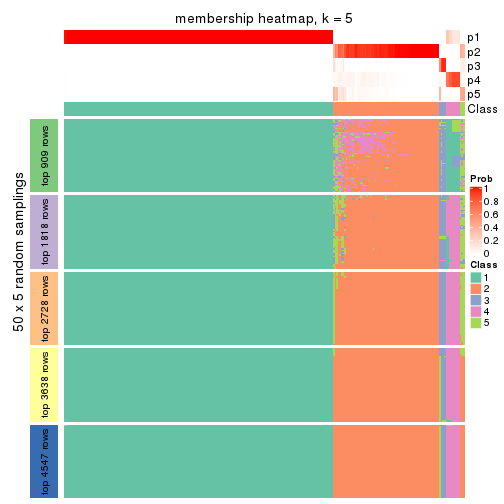 membership heatmap, k = 5
p1
p2
p3
p4
p5
Class
50 x 5 random samplings
top 909 rows
top 1818 rows
top 2728 rows
top 3638 rows
top 4547 rows
Prob
1
0.8
0.6
0.4
0.2
0
Class
1
2
3
4
5